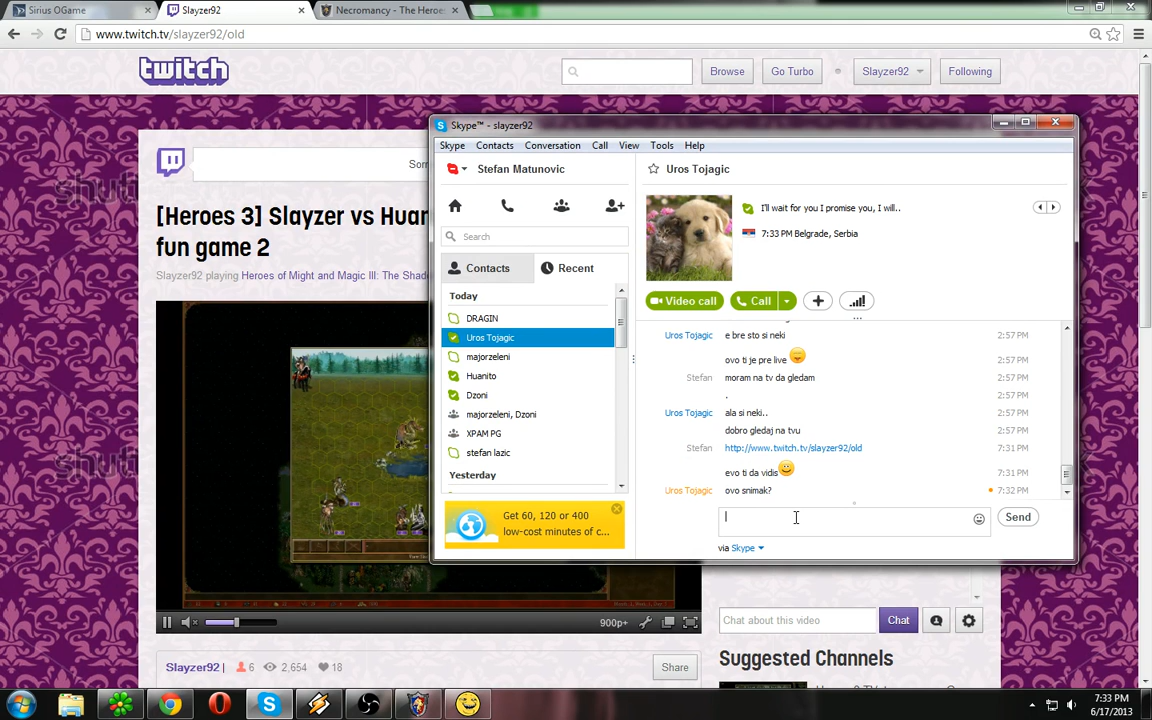 Sirius OGame
Slayzer92
Necromancy - The Heroe
www.twitch.tv/slayzer92/old
twitch
Browse
Go Turbo
Slayzer92
Following
Sorr
[Heroes 3] Slayzer vs Huan
fun game 2
Slayzer92 playing Heroes of Might and Magic III: The Shado
Skype™ - slayzer92
Skype Contacts Conversation Call View Tools Help
Stefan Matunovic
Search
Contacts
Recent
Today
DRAGIN
Uros Tojagic
majorzeleni
Huanito
Dzoni
majorzeleni, Dzoni
XPAM PG
stefan lazic
Yesterday
Get 60, 120 or 400
low-cost minutes of c...
Uros Tojagic
I'll wait for you I promise you, I will..
7:33 PM Belgrade, Serbia
Video call
Call
Uros Tojagic e bre sto si neki 2:57 PM
ovo ti je pre live 2:57 PM
Stefan moram na tv da gledam 2:57 PM
. 2:57 PM
Uros Tojagic ala si neki.. 2:57 PM
dobro gledaj na tvu 2:57 PM
Stefan http://www.twitch.tv/slayzer92/old 7:31 PM
evo ti da vidis 7:31 PM
Uros Tojagic ovo snimak? 7:32 PM
Send
via Skype
900p+
Slayzer92 | 6 2,654 18
Share
Chat about this video
Chat
Suggested Channels
7:33 PM
6/17/2013